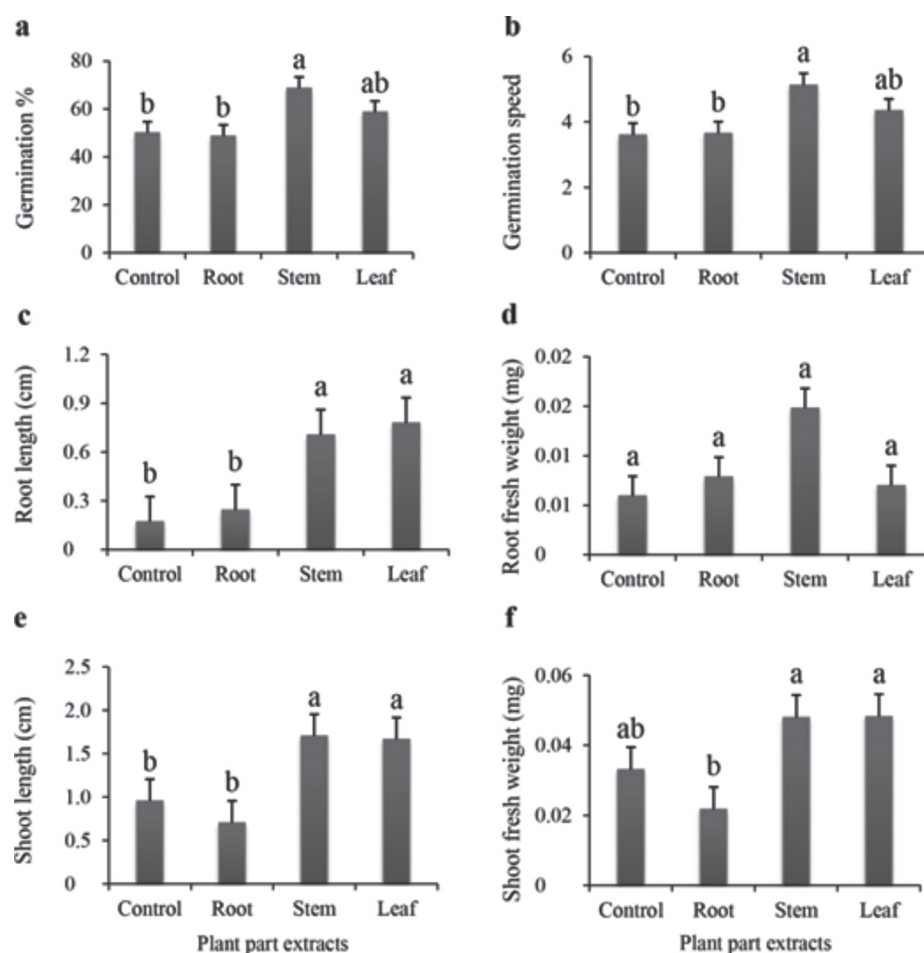 a
80
60
40
20
0
Germination %
b
b
a
ab
Control Root Stem Leaf
b
6
4
2
0
Germination speed
b
b
a
ab
Control Root Stem Leaf
c
1.2
0.9
0.6
0.3
0
Root length (cm)
b
b
a
a
Control Root Stem Leaf
d
0.02
0.02
0.01
0.01
0
Root fresh weight (mg)
a
a
a
a
Control Root Stem Leaf
e
2.5
2.0
1.5
1.0
0.5
0
Shoot length (cm)
b
b
a
a
Control Root Stem Leaf
Plant part extracts
f
0.06
0.04
0.02
0
Shoot fresh weight (mg)
ab
b
a
a
Control Root Stem Leaf
Plant part extracts